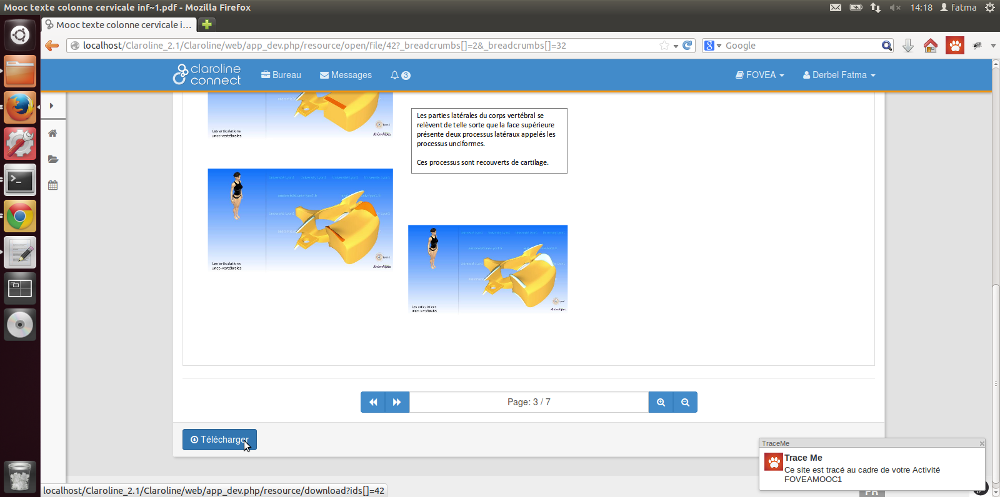 Mooc texte colonne cervicale inf~1.pdf - Mozilla Firefox
14:18
fatma
Mooc texte colonne cervicale i...
localhost/Claroline_2.1/Claroline/web/app_dev.php/resource/open/file/42?_breadcrumbs[]=2&_breadcrumbs[]=32
Google
claroline
connect
Bureau
Messages
3
FOVEA
Derbel Fatma
Les articulations
unco-vertébrales
RhôneAlpes
Les parties latérales du corps vertébral se
relèvent de telle sorte que la face supérieure
présente deux processus latéraux appelés les
processus unciformes.
Ces processus sont recouverts de cartilage.
Les articulations
unco-vertébrales
RhôneAlpes
Les articulations
unco-vertébrales
RhôneAlpes
Page: 3 / 7
Télécharger
TraceMe
Trace Me
Ce site est tracé au cadre de votre Activité
FOVEAMOOC1
FR
localhost/Claroline_2.1/Claroline/web/app_dev.php/resource/download?ids[]=42